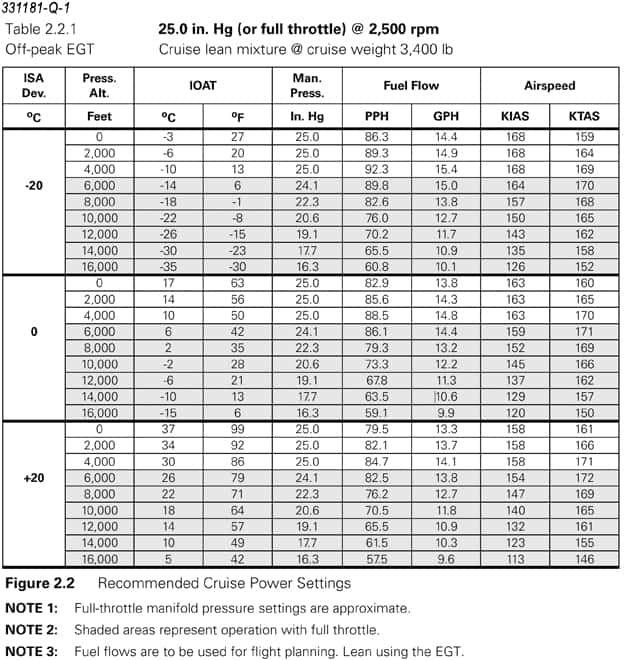 331181-Q-1
Table 2.2.1 25.0 in. Hg (or full throttle) @ 2,500 rpm
Off-peak EGT Cruise lean mixture @ cruise weight 3,400 lb
ISA Dev. Press. Alt. IOAT Man. Press. Fuel Flow Airspeed
ºC Feet ºC ºF In. Hg PPH GPH KIAS KTAS
0 -3 27 25.0 86.3 14.4 168 159
2,000 -6 20 25.0 89.3 14.9 168 164
4,000 -10 13 25.0 92.3 15.4 168 169
-20 6,000 -14 6 24.1 89.8 15.0 164 170
8,000 -18 -1 22.3 82.6 13.8 157 168
10,000 -22 -8 20.6 76.0 12.7 150 165
12,000 -26 -15 19.1 70.2 11.7 143 162
14,000 -30 -23 17.7 65.5 10.9 135 158
16,000 -35 -30 16.3 60.8 10.1 126 152
0 17 63 25.0 82.9 13.8 163 160
2,000 14 56 25.0 85.6 14.3 163 165
4,000 10 50 25.0 88.5 14.8 163 170
0 6,000 6 42 24.1 86.1 14.4 159 171
8,000 2 35 22.3 79.3 13.2 152 169
10,000 -2 28 20.6 73.3 12.2 145 166
12,000 -6 21 19.1 67.8 11.3 137 162
14,000 -10 13 17.7 63.5 10.6 129 157
16,000 -15 6 16.3 59.1 9.9 120 150
0 37 99 25.0 79.5 13.3 158 161
2,000 34 92 25.0 82.1 13.7 158 166
4,000 30 86 25.0 84.7 14.1 158 171
+20 6,000 26 79 24.1 82.5 13.8 154 172
8,000 22 71 22.3 76.2 12.7 147 169
10,000 18 64 20.6 70.5 11.8 140 165
12,000 14 57 19.1 65.5 10.9 132 161
14,000 10 49 17.7 61.5 10.3 123 155
16,000 5 42 16.3 57.5 9.6 113 146
Figure 2.2 Recommended Cruise Power Settings
NOTE 1: Full-throttle manifold pressure settings are approximate.
NOTE 2: Shaded areas represent operation with full throttle.
NOTE 3: Fuel flows are to be used for flight planning. Lean using the EGT.